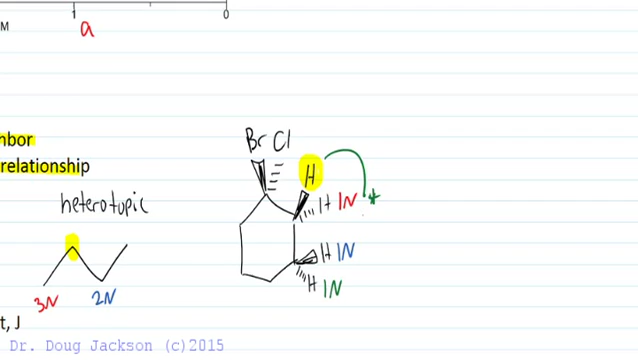 M
1
0
a
nbor
relationship
heterotopic
Br Cl
H
H 1N
H 1N
H 1N
3N
2N
t, J
Dr. Doug Jackson (c)2015